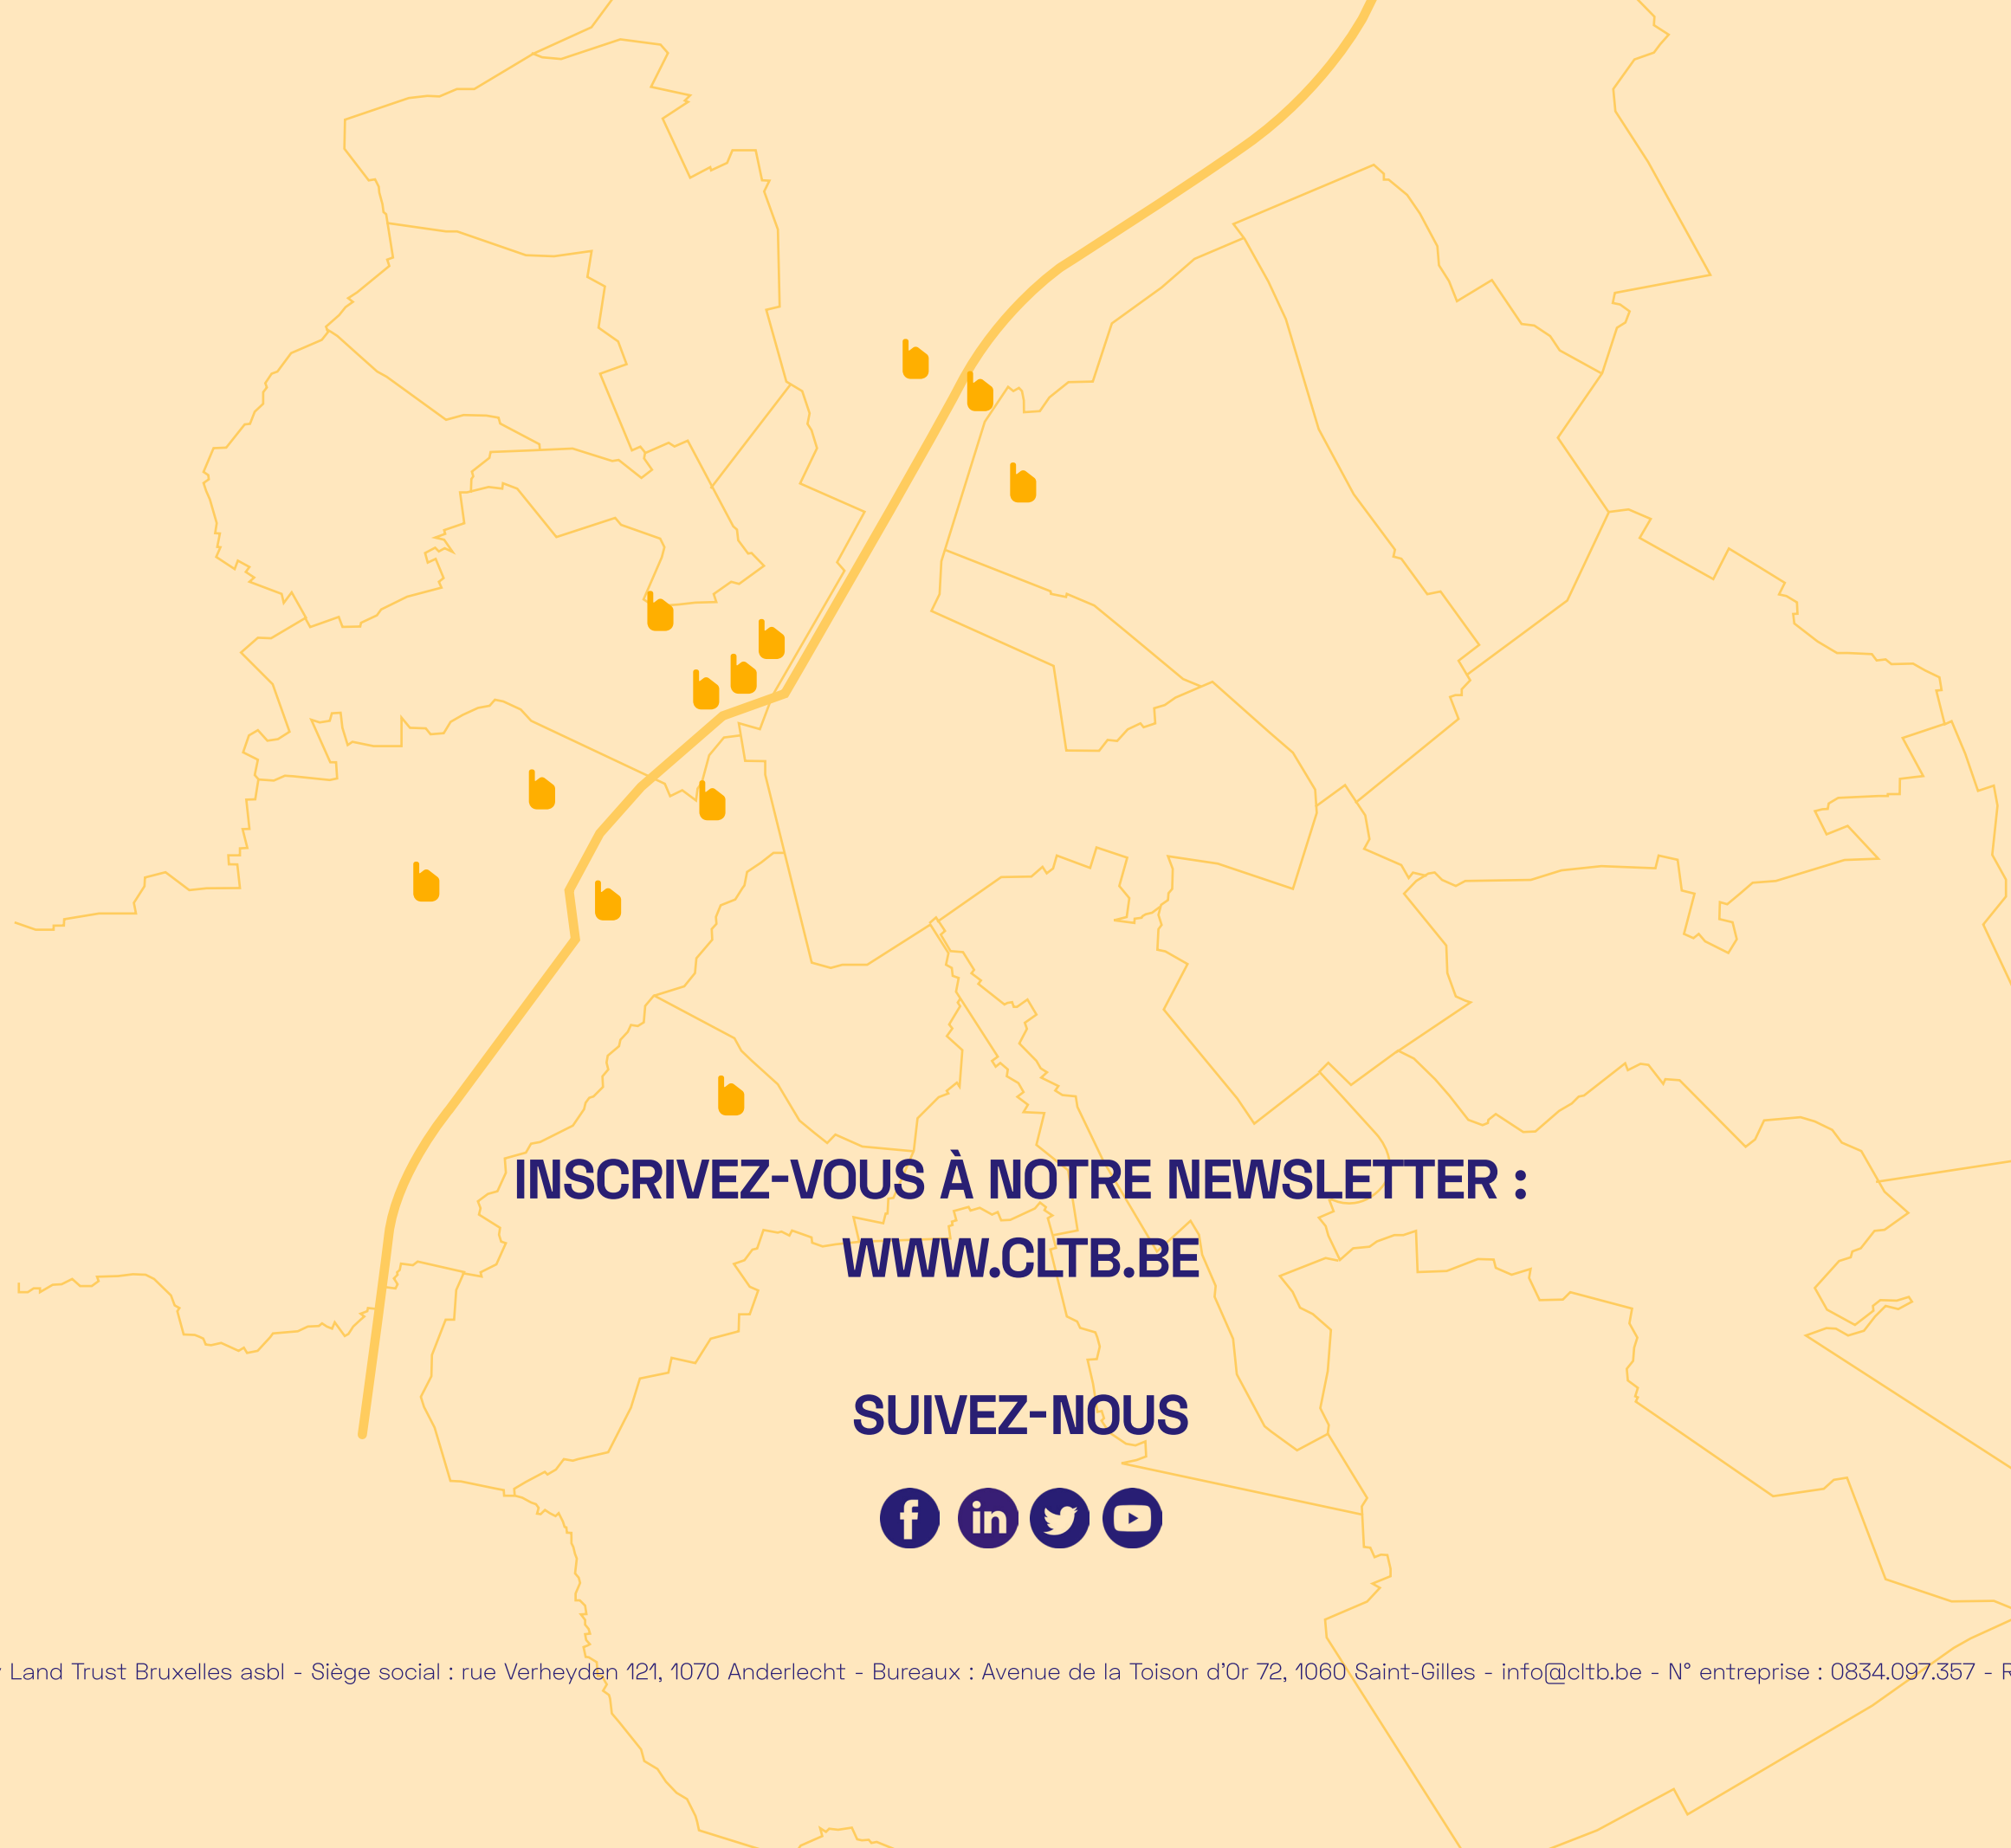 INSCRIVEZ-VOUS À NOTRE NEWSLETTER :
WWW.CLTB.BE
SUIVEZ-NOUS
f in
Land Trust Bruxelles asbl - Siège social : rue Verheyden 121, 1070 Anderlecht - Bureaux : Avenue de la Toison d'Or 72, 1060 Saint-Gilles - info@cltb.be - N° entreprise : 0834.097.357 -